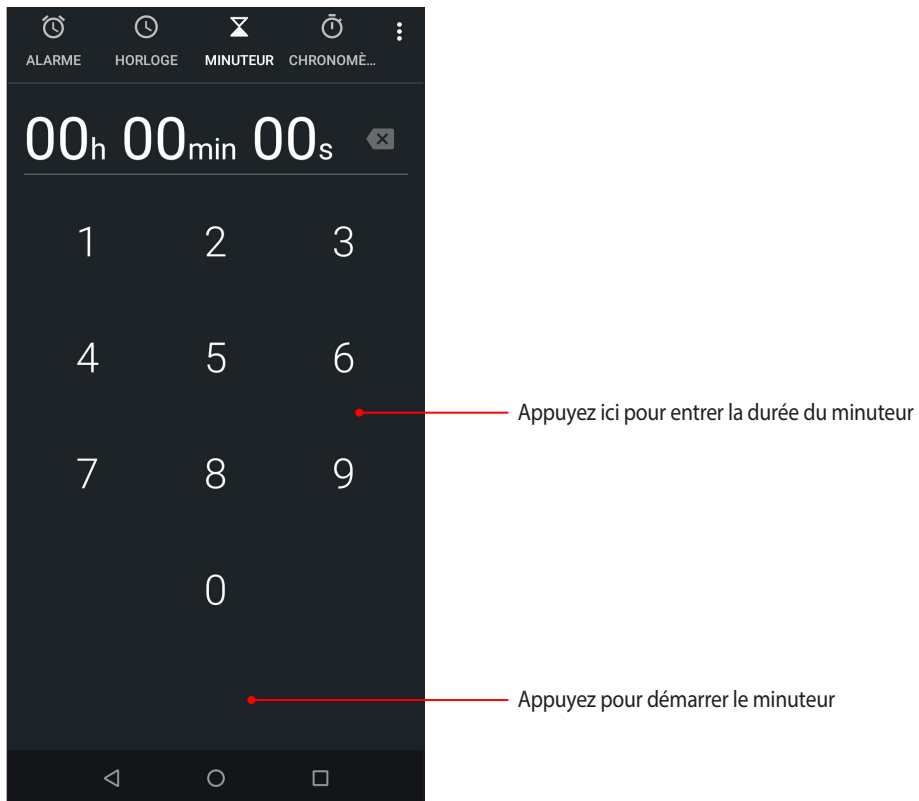 ALARME HORLOGE MINUTEUR CHRONOMÈ...
00h 00min 00s
1 2 3
4 5 6
Appuyez ici pour entrer la durée du minuteur
7 8 9
0
Appuyez pour démarrer le minuteur